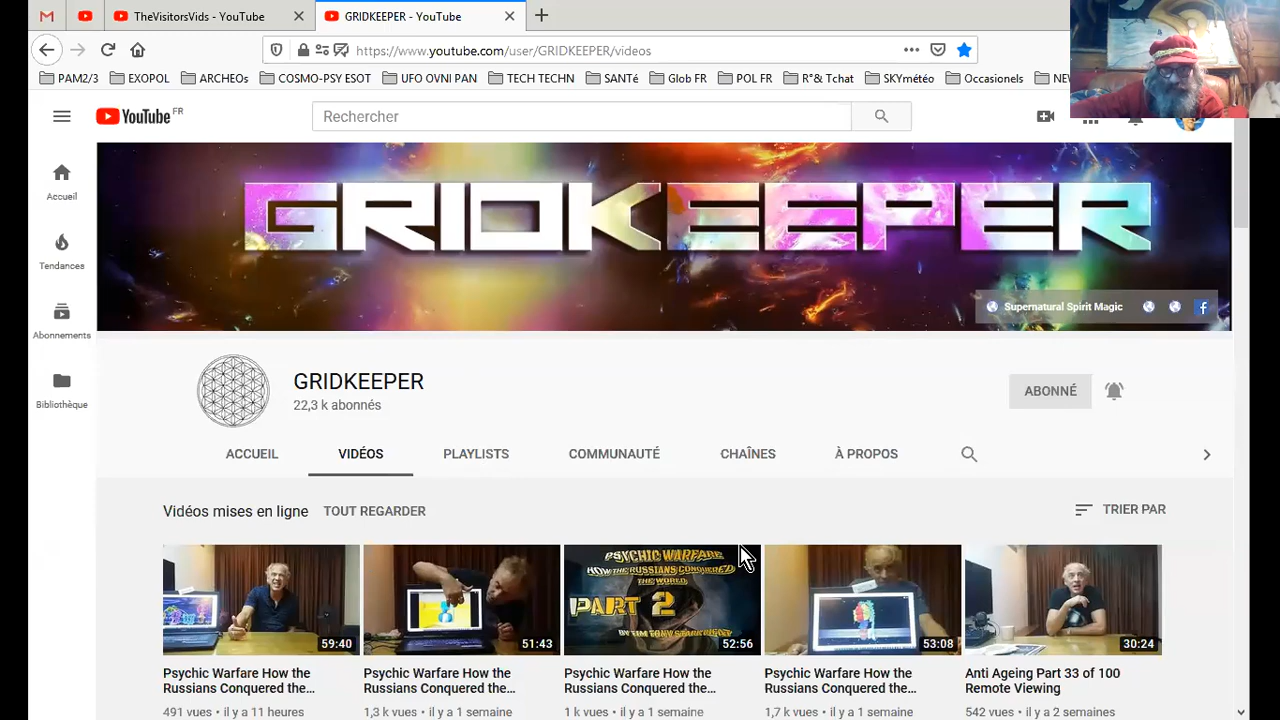 TheVisitorsVids - YouTube
GRIDKEEPER - YouTube
https://www.youtube.com/user/GRIDKEEPER/videos
PAM2/3 EXOPOL ARCHEOs COSMO-PSY ESOT UFO OVNI PAN TECH TECHN SANTé Glob FR POL FR R°& Tchat SKYmétéo Occasionels
YouTube FR
Rechercher
Accueil
Tendances
Abonnements
Bibliothèque
GRIDKEEPER
Supernatural Spirit Magic
GRIDKEEPER
22,3 k abonnés
ABONNÉ
ACCUEIL VIDÉOS PLAYLISTS COMMUNAUTÉ CHAÎNES À PROPOS
Vidéos mises en ligne TOUT REGARDER
TRIER PAR
PSYCHIC WARFARE
HOW THE RUSSIANS CONQUERED
THE WORLD
PART 2
59:40
51:43
52:56
53:08
30:24
Psychic Warfare How the
Russians Conquered the...
491 vues • il y a 11 heures
Psychic Warfare How the
Russians Conquered the...
1,3 k vues • il y a 1 semaine
Psychic Warfare How the
Russians Conquered the...
1 k vues • il y a 1 semaine
Psychic Warfare How the
Russians Conquered the...
1,7 k vues • il y a 1 semaine
Anti Ageing Part 33 of 100
Remote Viewing
542 vues • il y a 2 semaines